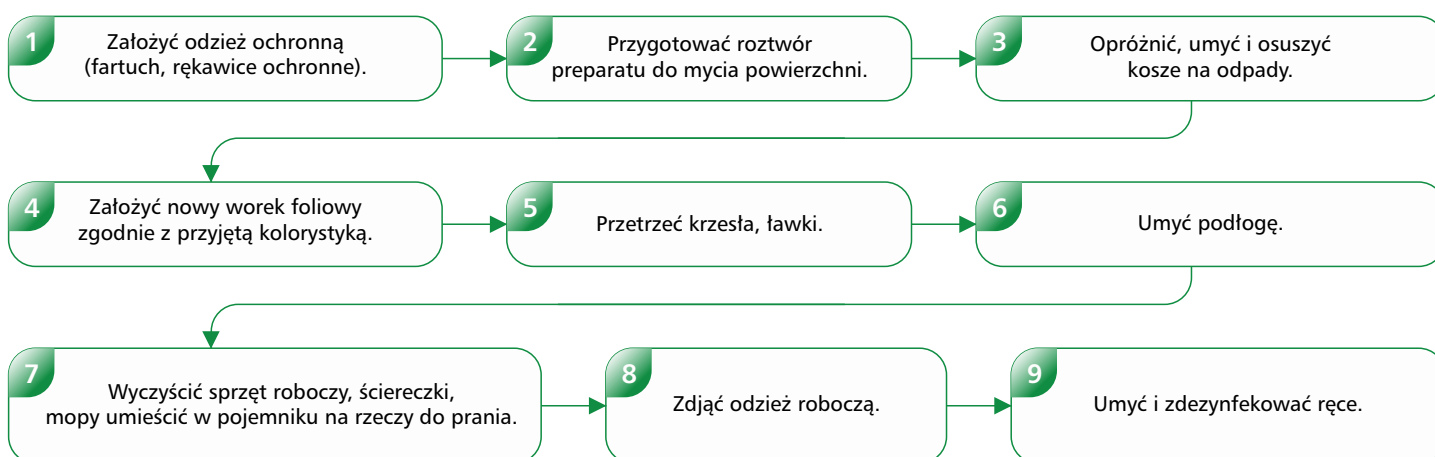 1
Założyć odzież ochronną
(fartuch, rękawice ochronne).
2
Przygotować roztwór
preparatu do mycia powierzchni.
3
Opróżnić, umyć i osuszyć
kosze na odpady.
4
Założyć nowy worek foliowy
zgodnie z przyjętą kolorystyką.
5
Przetrzeć krzesła, ławki.
6
Umyć podłogę.
7
Wyczyścić sprzęt roboczy, ściereczki,
mopy umieścić w pojemniku na rzeczy do prania.
8
Zdjąć odzież roboczą.
9
Umyć i zdezynfekować ręce.